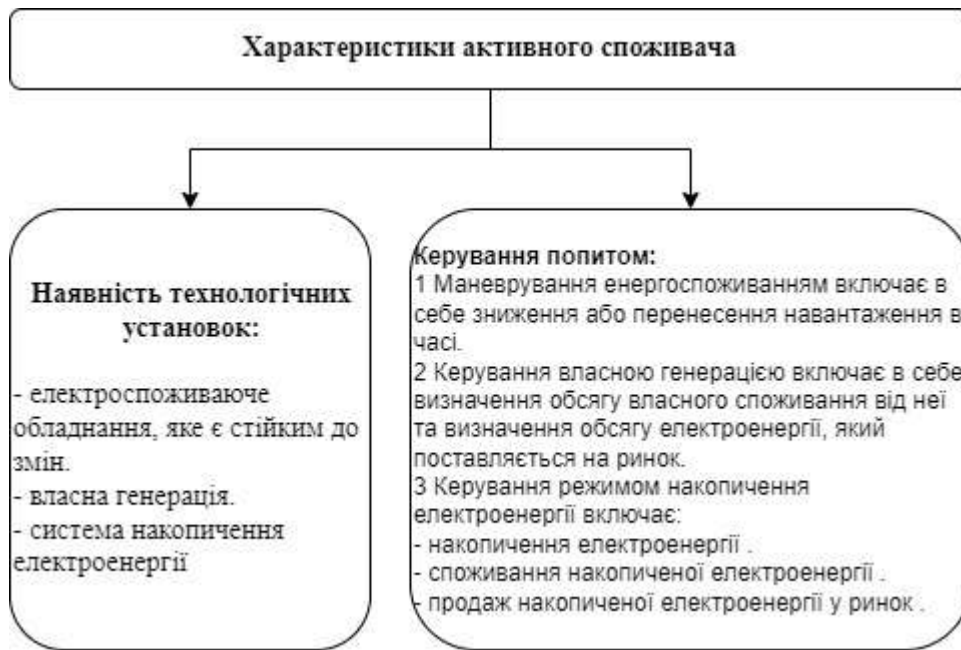 Характеристики активного споживача
Наявність технологічних
установок:
- електроспоживаюче
обладнання, яке є стійким до
змін.
- власна генерація.
- система накопичення
електроенергії
Керування попитом:
1 Маневрування енергоспоживанням включає в
себе зниження або перенесення навантаження в
часі.
2 Керування власною генерацією включає в себе
визначення обсягу власного споживання від неї
та визначення обсягу електроенергії, який
поставляється на ринок.
3 Керування режимом накопичення
електроенергії включає:
- накопичення електроенергії .
- споживання накопиченої електроенергії .
- продаж накопиченої електроенергії у ринок .